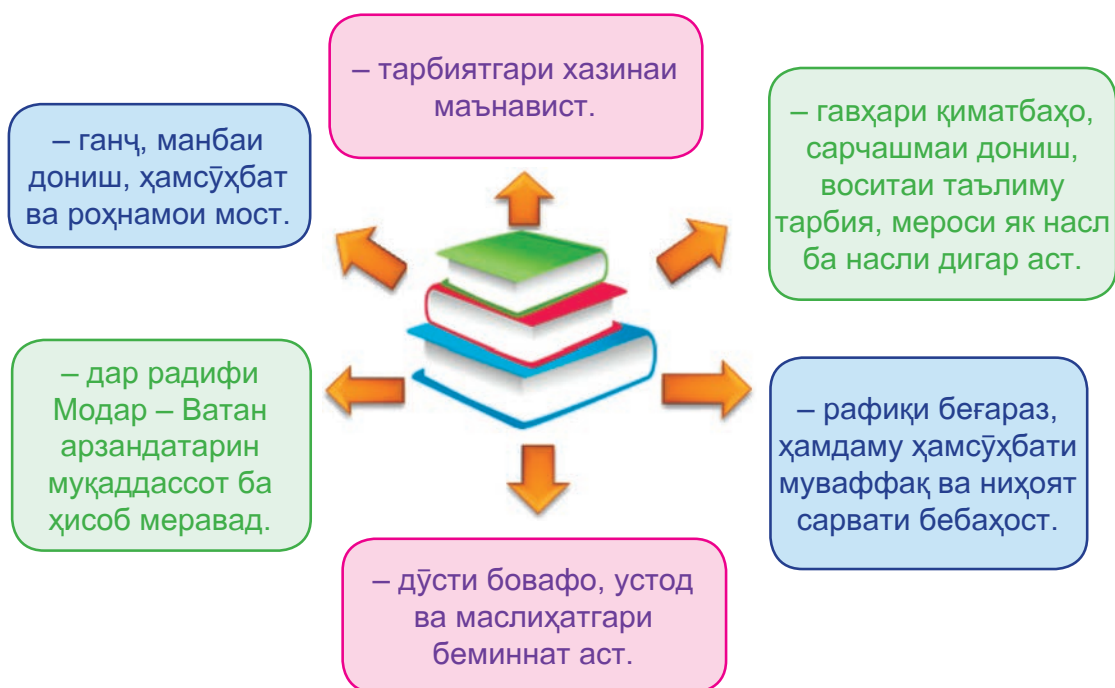 – тарбиятгари хазинаи
маънавист.
– ганҷ, манбаи
дониш, ҳамсӯҳбат
ва роҳнамои мост.
– гавҳари қиматбаҳо,
сарчашмаи дониш,
воситаи таълиму
тарбия, мероси як насл
ба насли дигар аст.
– дар радифи
Модар – Ватан
арзандатарин
муқаддассот ба
ҳисоб меравад.
– рафиқи беғараз,
ҳамдаму ҳамсӯҳбати
муваффақ ва ниҳоят
сарвати бебаҳост.
– дӯсти бовафо, устод
ва маслиҳатгари
беминнат аст.